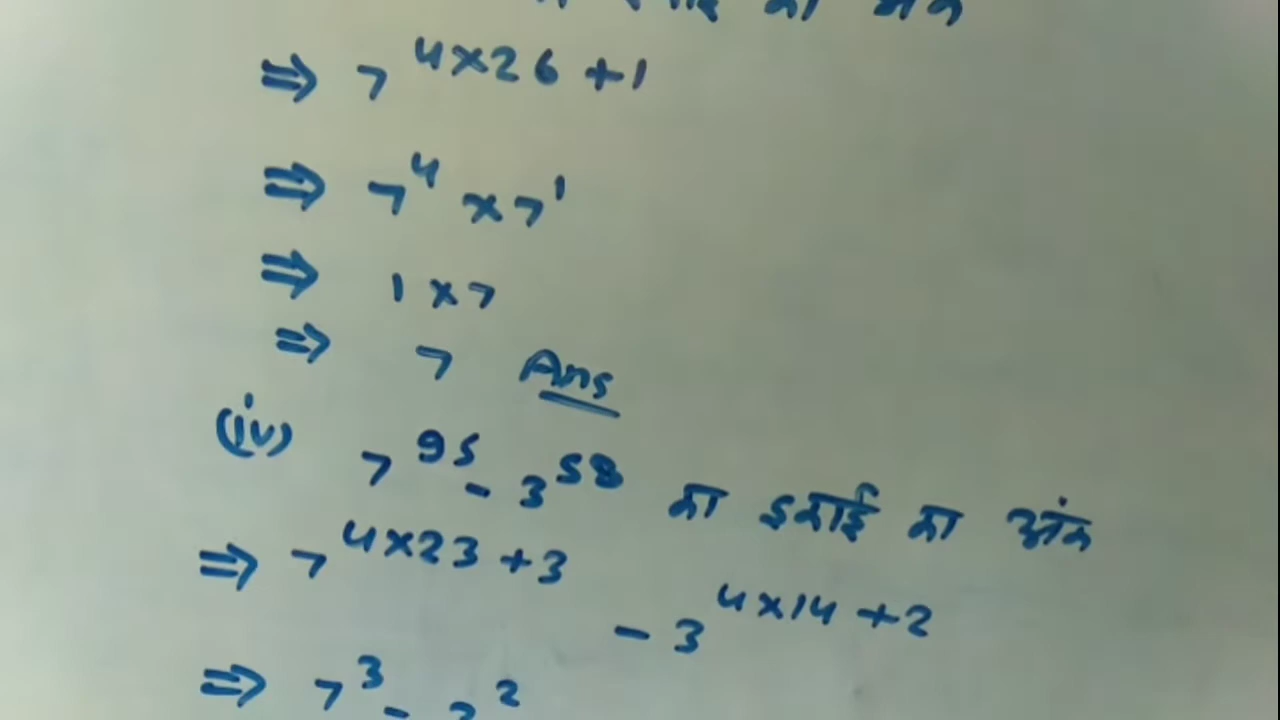 ⇒ 7^4×26+1
⇒ 7^4 ×7^1
⇒ 1×7
⇒ 7 Ans
(iv) 7^95 - 3^58 का इकाई का अंक
⇒ 7^4×23+3 - 3^4×14+2
⇒ 7^3 - 3^2